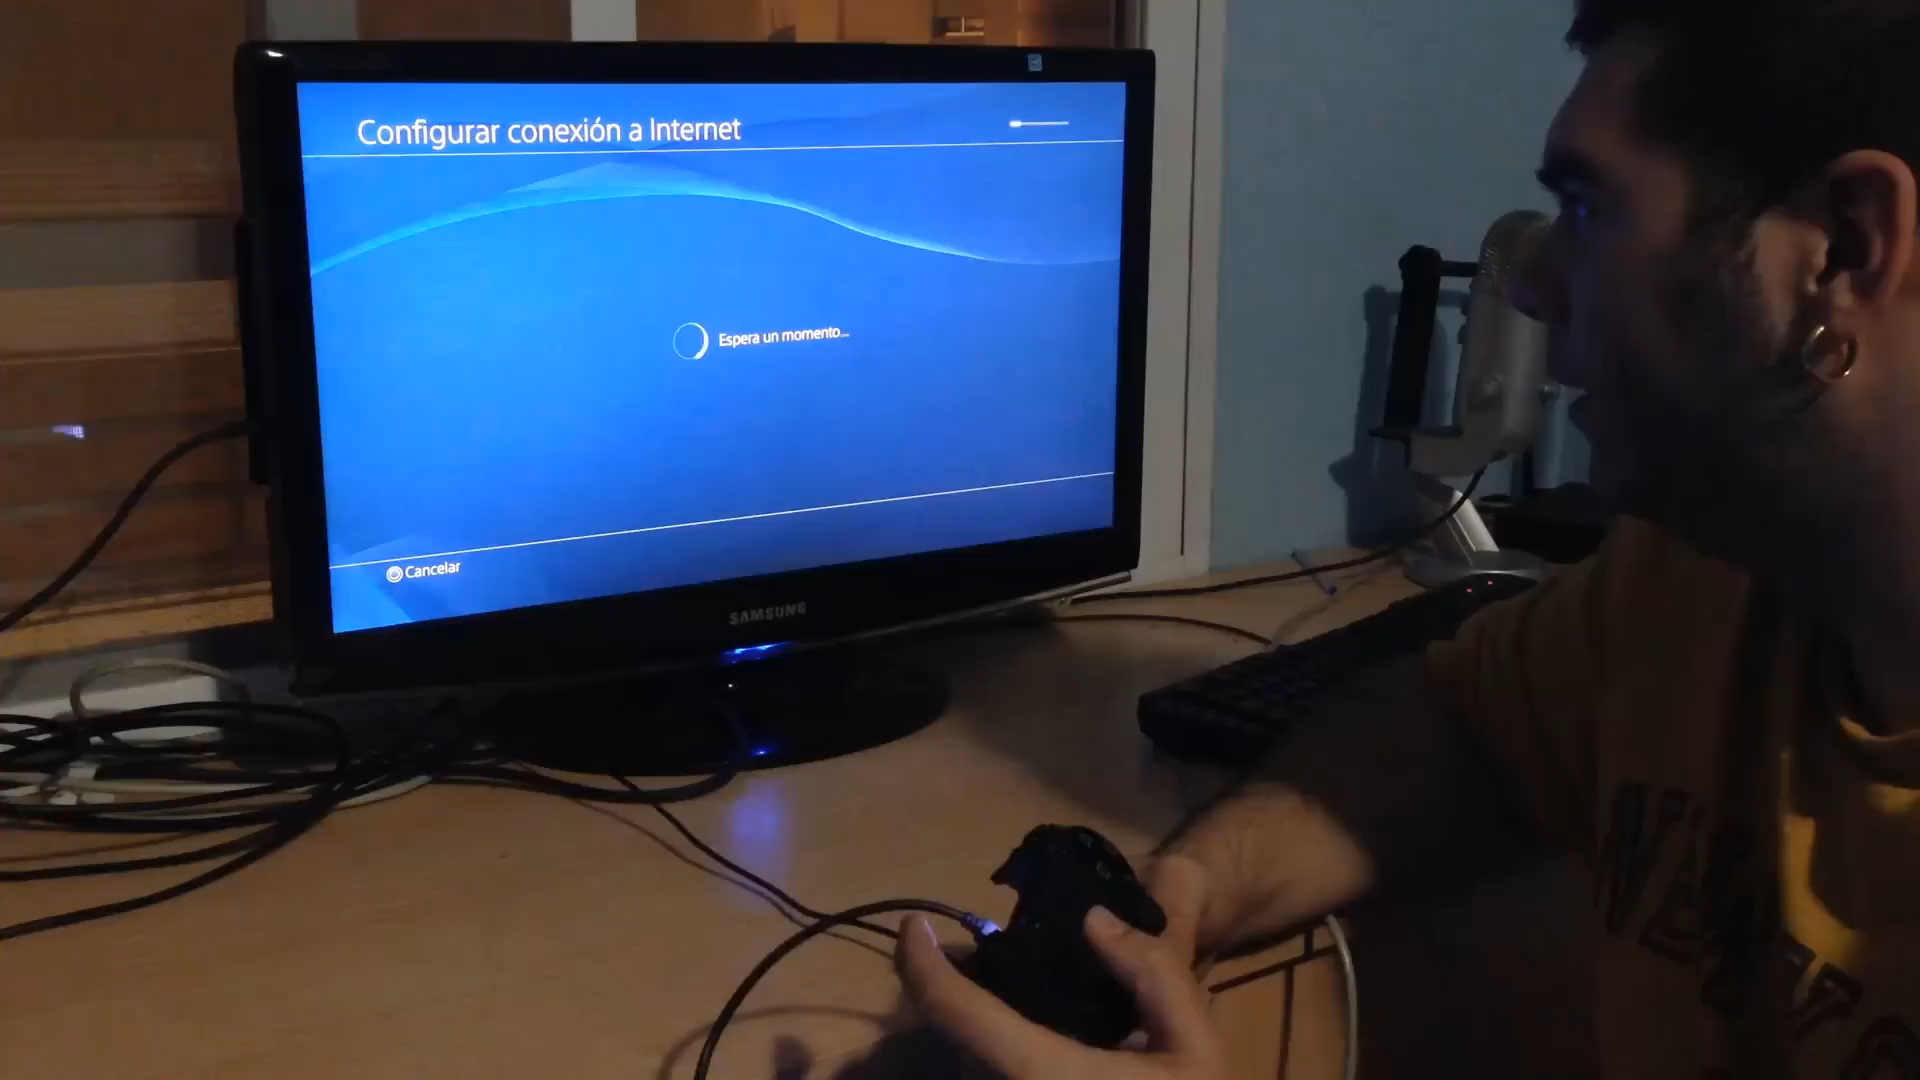 Configurar conexión a Internet
Espera un momento...
Cancelar
SAMSUNG